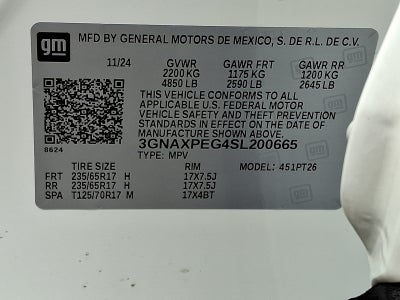 gm
MFD BY GENERAL MOTORS DE MEXICO, S. DE R.L. DE C.V.
11/24 GVWR GAWR FRT GAWR RR
2200 KG 1175 KG 1200 KG
4850 LB 2590 LB 2645 LB
THIS VEHICLE CONFORMS TO ALL
APPLICABLE U.S. FEDERAL MOTOR
VEHICLE SAFETY AND THEFT PREVENTION
STANDARDS IN EFFECT ON THE DATE OF
MANUFACTURE SHOWN ABOVE.
3GNAXPEG4SL200665
8624
TYPE: MPV
TIRE SIZE RIM MODEL: 451PT26
FRT 235/65R17 H 17X7.5J
RR 235/65R17 H 17X7.5J
SPA T125/70R17 M 17X4BT